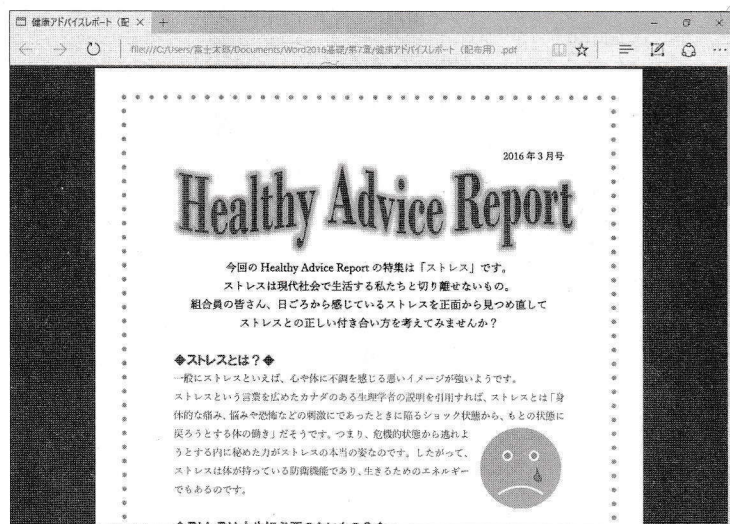 健康アドバイスレポート (配
file:///C:/Users/富士太郎/Documents/Word2016基礎/第7章/健康アドバイスレポート (配布用) .pdf
2016年3月号
Healthy Advice Report
今回の Healthy Advice Report の特集は「ストレス」です。
ストレスは現代社会で生活する私たちと切り離せないもの。
組合員の皆さん、日ごろから感じているストレスを正面から見つめ直して
ストレスとの正しい付き合い方を考えてみませんか？
◆ストレスとは？◆
一般にストレスといえば、心や体に不調を感じる悪いイメージが強いようです。
ストレスという言葉を広めたカナダのある生理学者の説明を引用すれば、ストレスとは「身
体的な痛み、悩みや恐怖などの刺激にであったときに陥るショック状態から、もとの状態に
戻ろうとする体の働き」だそうです。つまり、危機的状態から逃れよ
うとする内に秘めた力がストレスの本当の姿なのです。したがって、
ストレスは体が持っている防衛機能であり、生きるためのエネルギー
でもあるのです。